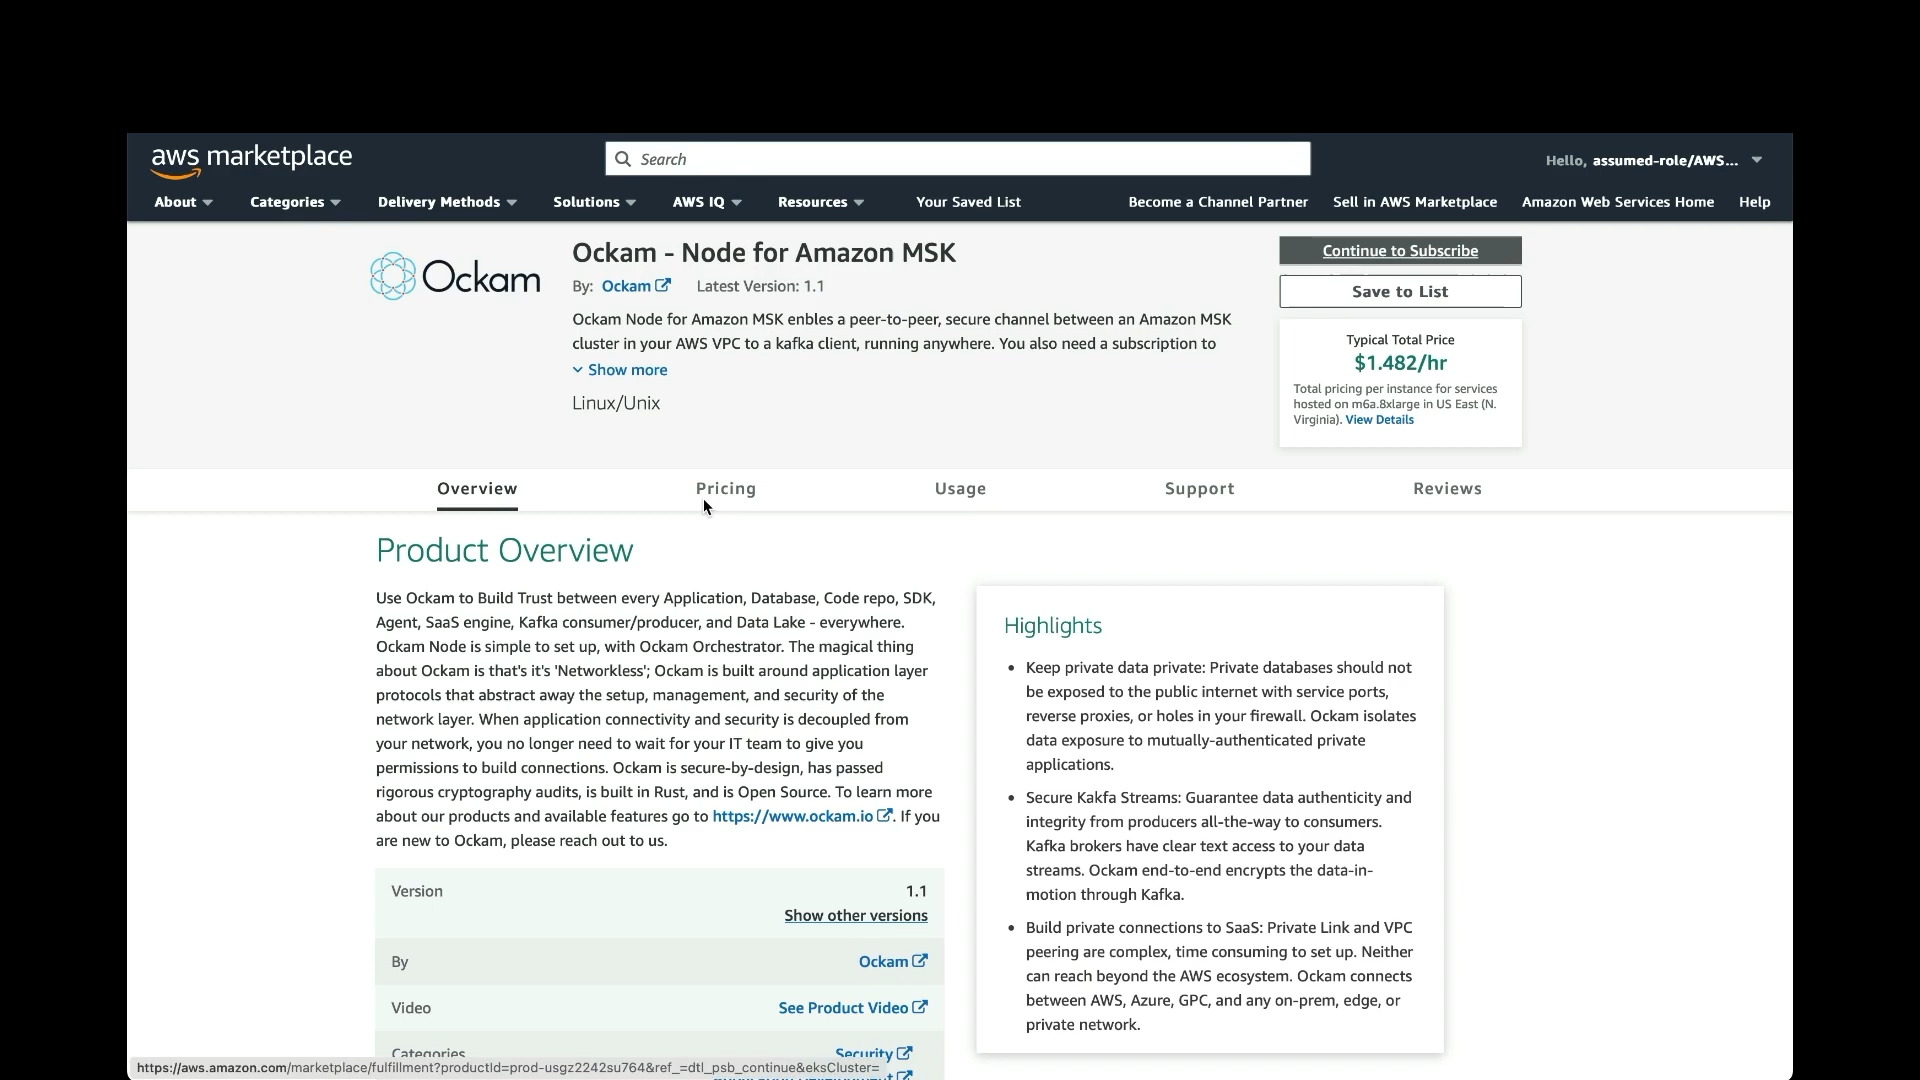 aws marketplace
Search
Hello, assumed-role/AWS...
About
Categories
Delivery Methods
Solutions
AWS IQ
Resources
Your Saved List
Become a Channel Partner
Sell in AWS Marketplace
Amazon Web Services Home
Help
Ockam
Ockam - Node for Amazon MSK
By: Ockam Latest Version: 1.1
Ockam Node for Amazon MSK enbles a peer-to-peer, secure channel between an Amazon MSK
cluster in your AWS VPC to a kafka client, running anywhere. You also need a subscription to
Show more
Linux/Unix
Continue to Subscribe
Save to List
Typical Total Price
$1.482/hr
Total pricing per instance for services
hosted on m6a.8xlarge in US East (N.
Virginia). View Details
Overview
Pricing
Usage
Support
Reviews
Product Overview
Use Ockam to Build Trust between every Application, Database, Code repo, SDK,
Agent, SaaS engine, Kafka consumer/producer, and Data Lake - everywhere.
Ockam Node is simple to set up, with Ockam Orchestrator. The magical thing
about Ockam is that's it's 'Networkless'; Ockam is built around application layer
protocols that abstract away the setup, management, and security of the
network layer. When application connectivity and security is decoupled from
your network, you no longer need to wait for your IT team to give you
permissions to build connections. Ockam is secure-by-design, has passed
rigorous cryptography audits, is built in Rust, and is Open Source. To learn more
about our products and available features go to https://www.ockam.io. If you
are new to Ockam, please reach out to us.
Version 1.1
Show other versions
By Ockam
Video See Product Video
Categories Security
Highlights
• Keep private data private: Private databases should not
be exposed to the public internet with service ports,
reverse proxies, or holes in your firewall. Ockam isolates
data exposure to mutually-authenticated private
applications.
• Secure Kakfa Streams: Guarantee data authenticity and
integrity from producers all-the-way to consumers.
Kafka brokers have clear text access to your data
streams. Ockam end-to-end encrypts the data-in-
motion through Kafka.
• Build private connections to SaaS: Private Link and VPC
peering are complex, time consuming to set up. Neither
can reach beyond the AWS ecosystem. Ockam connects
between AWS, Azure, GPC, and any on-prem, edge, or
private network.
https://aws.amazon.com/marketplace/fulfillment?productId=prod-usgz2242su764&ref_=dtl_psb_continue&eksCluster=